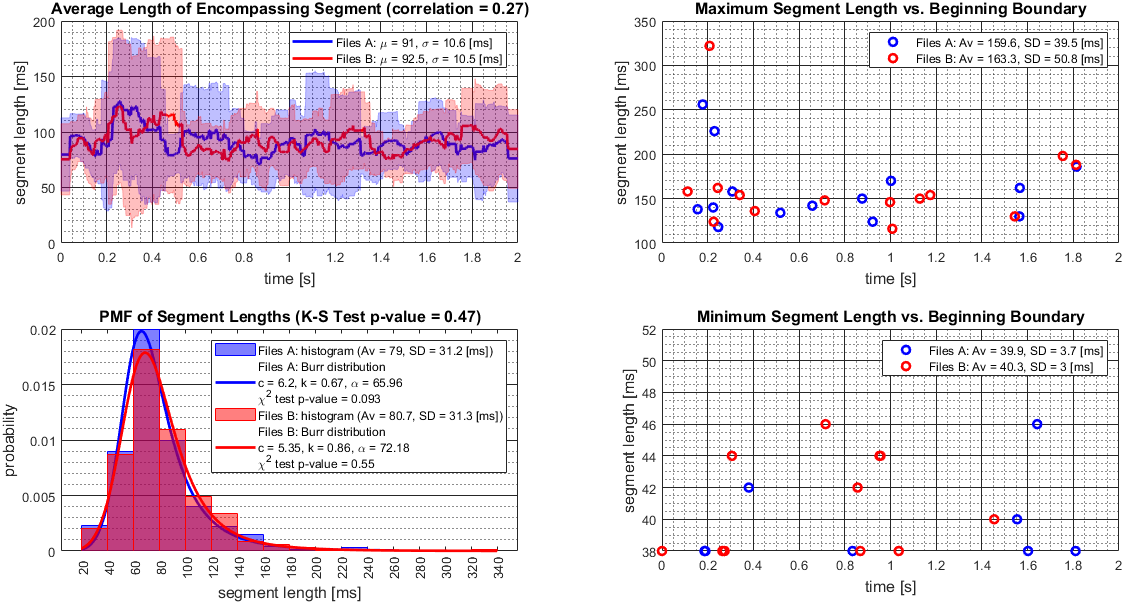 Average Length of Encompassing Segment (correlation = 0.27)
200
150
100
50
0
segment length [ms]
Files A: μ = 91, σ = 10.6 [ms]
Files B: μ = 92.5, σ = 10.5 [ms]
0 0.2 0.4 0.6 0.8 1 1.2 1.4 1.6 1.8 2
time [s]
Maximum Segment Length vs. Beginning Boundary
350
300
250
200
150
100
segment length [ms]
Files A: Av = 159.6, SD = 39.5 [ms]
Files B: Av = 163.3, SD = 50.8 [ms]
0 0.2 0.4 0.6 0.8 1 1.2 1.4 1.6 1.8 2
time [s]
PMF of Segment Lengths (K-S Test p-value = 0.47)
0.02
0.015
0.01
0.005
0
probability
Files A: histogram (Av = 79, SD = 31.2 [ms])
Files A: Burr distribution
c = 6.2, k = 0.67, α = 65.96
χ² test p-value = 0.093
Files B: histogram (Av = 80.7, SD = 31.3 [ms])
Files B: Burr distribution
c = 5.35, k = 0.86, α = 72.18
χ² test p-value = 0.55
20 40 60 80 100 120 140 160 180 200 220 240 260 280 300 320 340
segment length [ms]
Minimum Segment Length vs. Beginning Boundary
52
50
48
46
44
42
40
38
segment length [ms]
Files A: Av = 39.9, SD = 3.7 [ms]
Files B: Av = 40.3, SD = 3 [ms]
0 0.2 0.4 0.6 0.8 1 1.2 1.4 1.6 1.8 2
time [s]